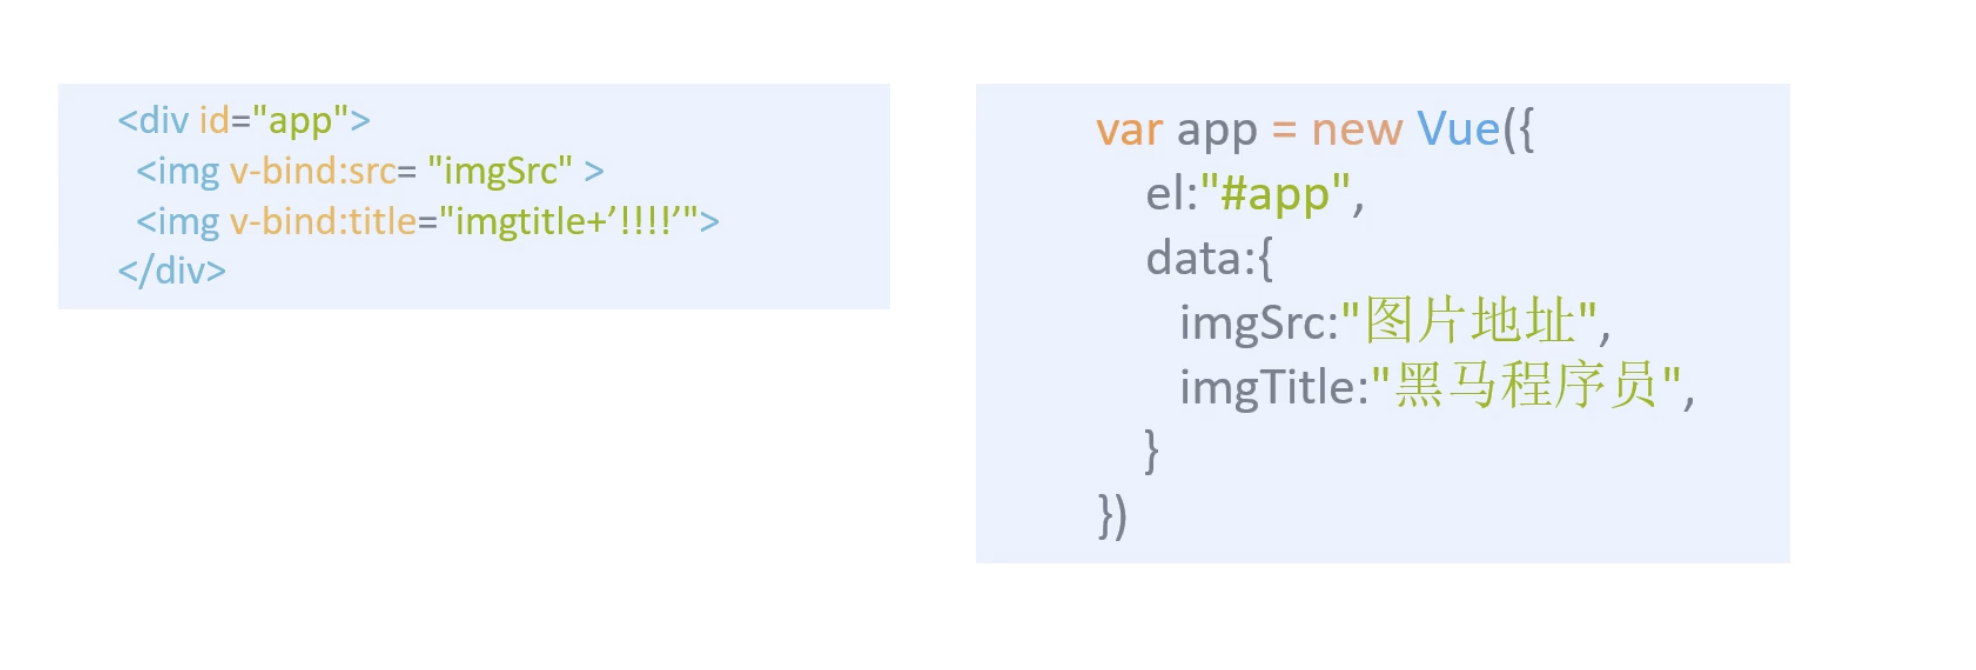 <div id="app">
<img v-bind:src= "imgSrc" >
<img v-bind:title="imgtitle+’!!!!’">
</div>
var app = new Vue({
el:"#app",
data:{
imgSrc:"图片地址",
imgTitle:"黑马程序员",
}
})